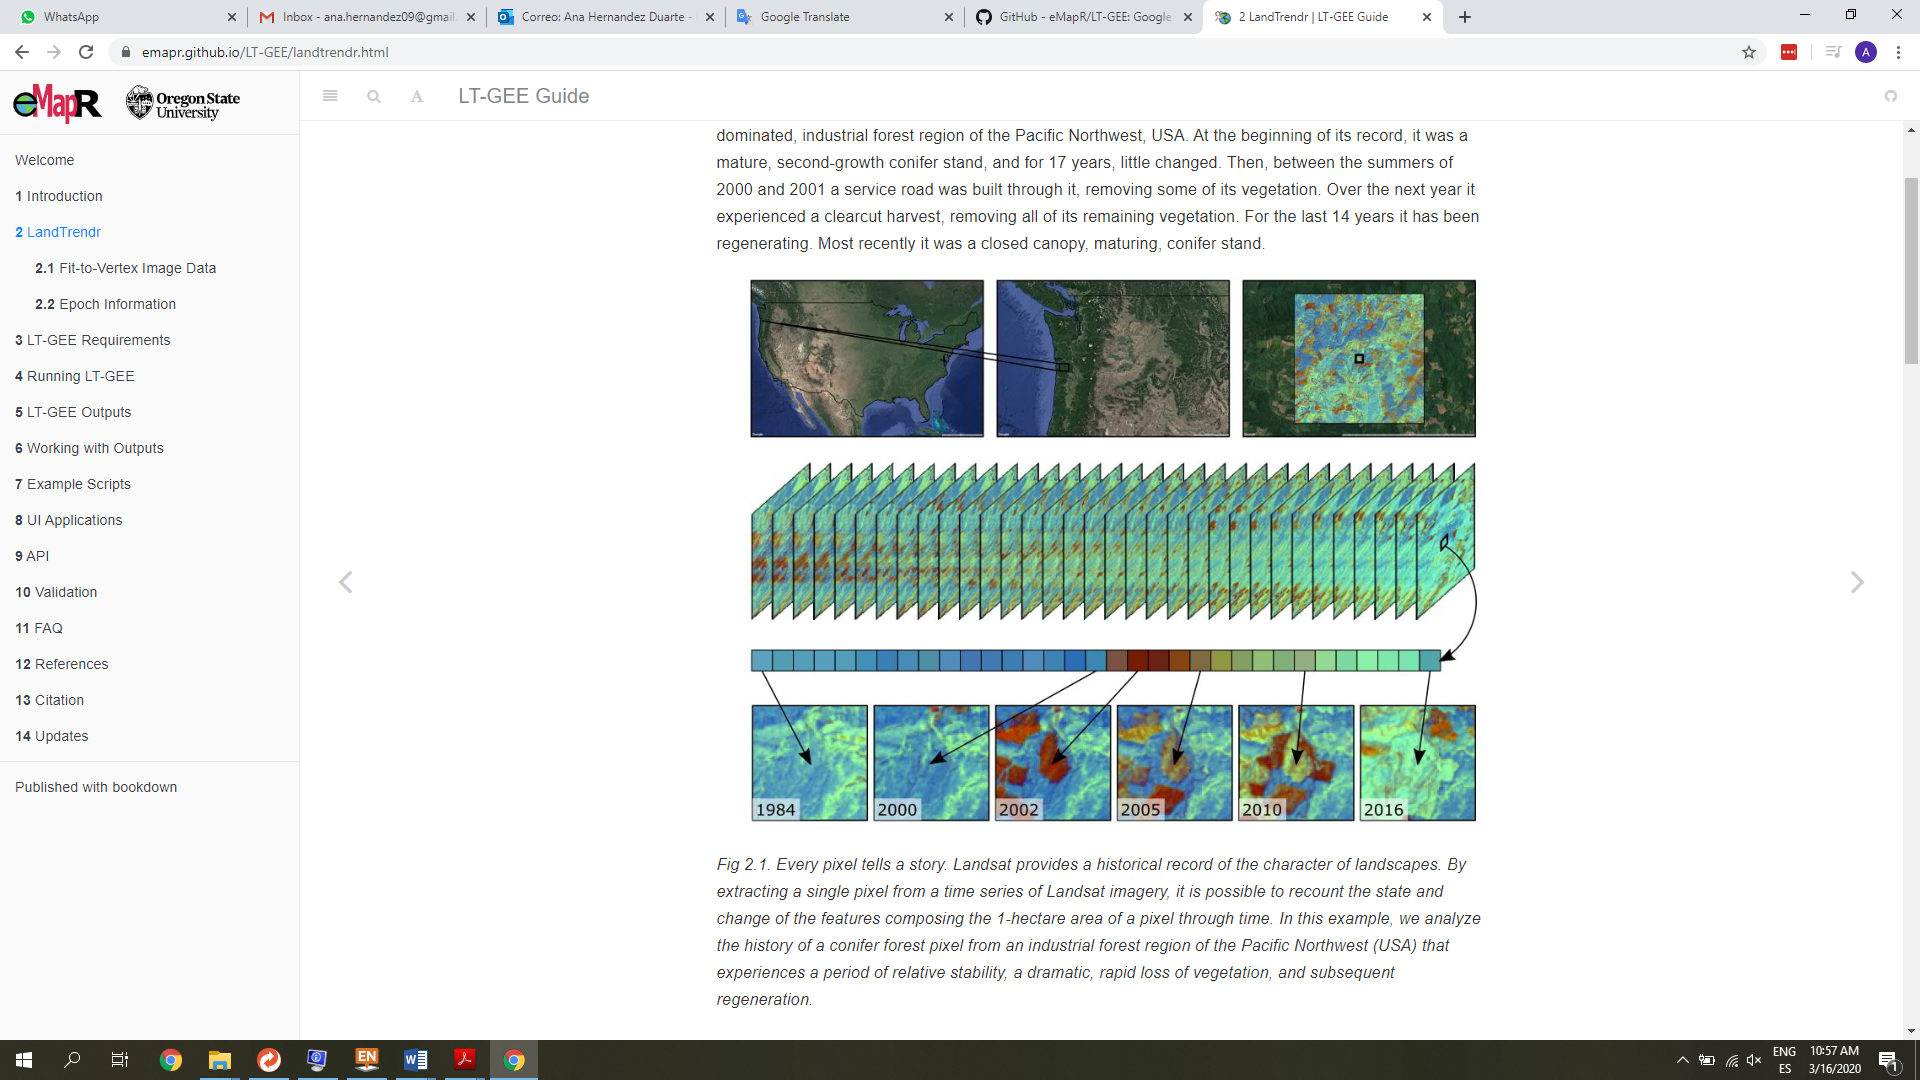 WhatsApp
Inbox - ana.hernandez09@gmail.
Correo: Ana Hernandez Duarte -
Google Translate
GitHub - eMapR/LT-GEE: Google
2 LandTrendr | LT-GEE Guide
emapr.github.io/LT-GEE/landtrendr.html
A
eMapR
Oregon State
University
A
LT-GEE Guide
Welcome
1 Introduction
2 LandTrendr
2.1 Fit-to-Vertex Image Data
2.2 Epoch Information
3 LT-GEE Requirements
4 Running LT-GEE
5 LT-GEE Outputs
6 Working with Outputs
7 Example Scripts
8 UI Applications
9 API
10 Validation
11 FAQ
12 References
13 Citation
14 Updates
Published with bookdown
dominated, industrial forest region of the Pacific Northwest, USA. At the beginning of its record, it was a
mature, second-growth conifer stand, and for 17 years, little changed. Then, between the summers of
2000 and 2001 a service road was built through it, removing some of its vegetation. Over the next year it
experienced a clearcut harvest, removing all of its remaining vegetation. For the last 14 years it has been
regenerating. Most recently it was a closed canopy, maturing, conifer stand.
1984
2000
2002
2005
2010
2016
Fig 2.1. Every pixel tells a story. Landsat provides a historical record of the character of landscapes. By
extracting a single pixel from a time series of Landsat imagery, it is possible to recount the state and
change of the features composing the 1-hectare area of a pixel through time. In this example, we analyze
the history of a conifer forest pixel from an industrial forest region of the Pacific Northwest (USA) that
experiences a period of relative stability, a dramatic, rapid loss of vegetation, and subsequent
regeneration.
EN
ENG
ES
10:57 AM
3/16/2020
1